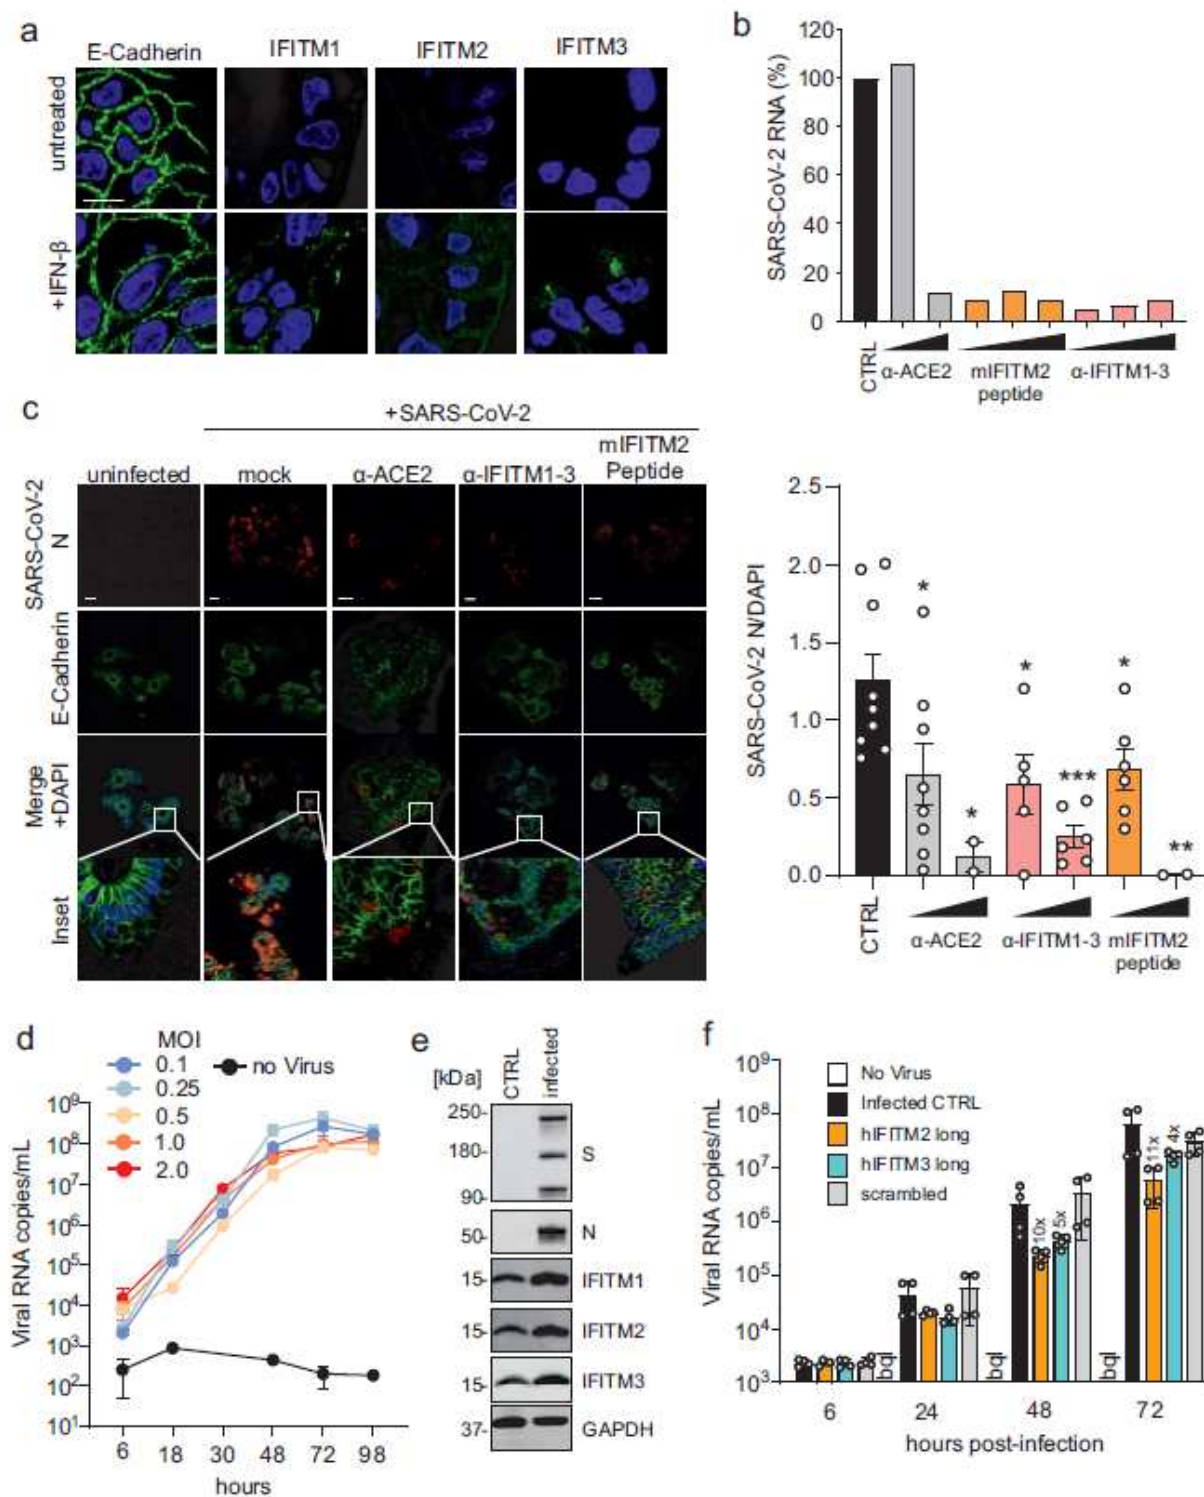 a
E-Cadherin IFITM1 IFITM2 IFITM3
untreated
+IFN-β
b
SARS-CoV-2 RNA (%)
120
100
80
60
40
20
0
CTRL
α-ACE2 mIFITM2 peptide α-IFITM1-3
c
+SARS-CoV-2
uninfected mock α-ACE2 α-IFITM1-3 mIFITM2 Peptide
SARS-CoV-2 N
E-Cadherin
Merge +DAPI
Inset
SARS-CoV-2 N/DAPI
2.5
2.0
1.5
1.0
0.5
0.0
* * * *** * **
CTRL
α-ACE2 α-IFITM1-3 mIFITM2 peptide
d
MOI
0.1
0.25
0.5
1.0
2.0
no Virus
Viral RNA copies/mL
10⁹
10⁸
10⁷
10⁶
10⁵
10⁴
10³
10²
10¹
6 18 30 48 72 98
hours
e
[kDa]
CTRL
infected
250-
180-
90-
S
50-
N
15-
IFITM1
15-
IFITM2
15-
IFITM3
37-
GAPDH
f
No Virus
Infected CTRL
hIFITM2 long
hIFITM3 long
scrambled
Viral RNA copies/mL
10⁹
10⁸
10⁷
10⁶
10⁵
10⁴
10³
bql
bql
10x
5x
bql
11x
4x
6 24 48 72
hours post-infection